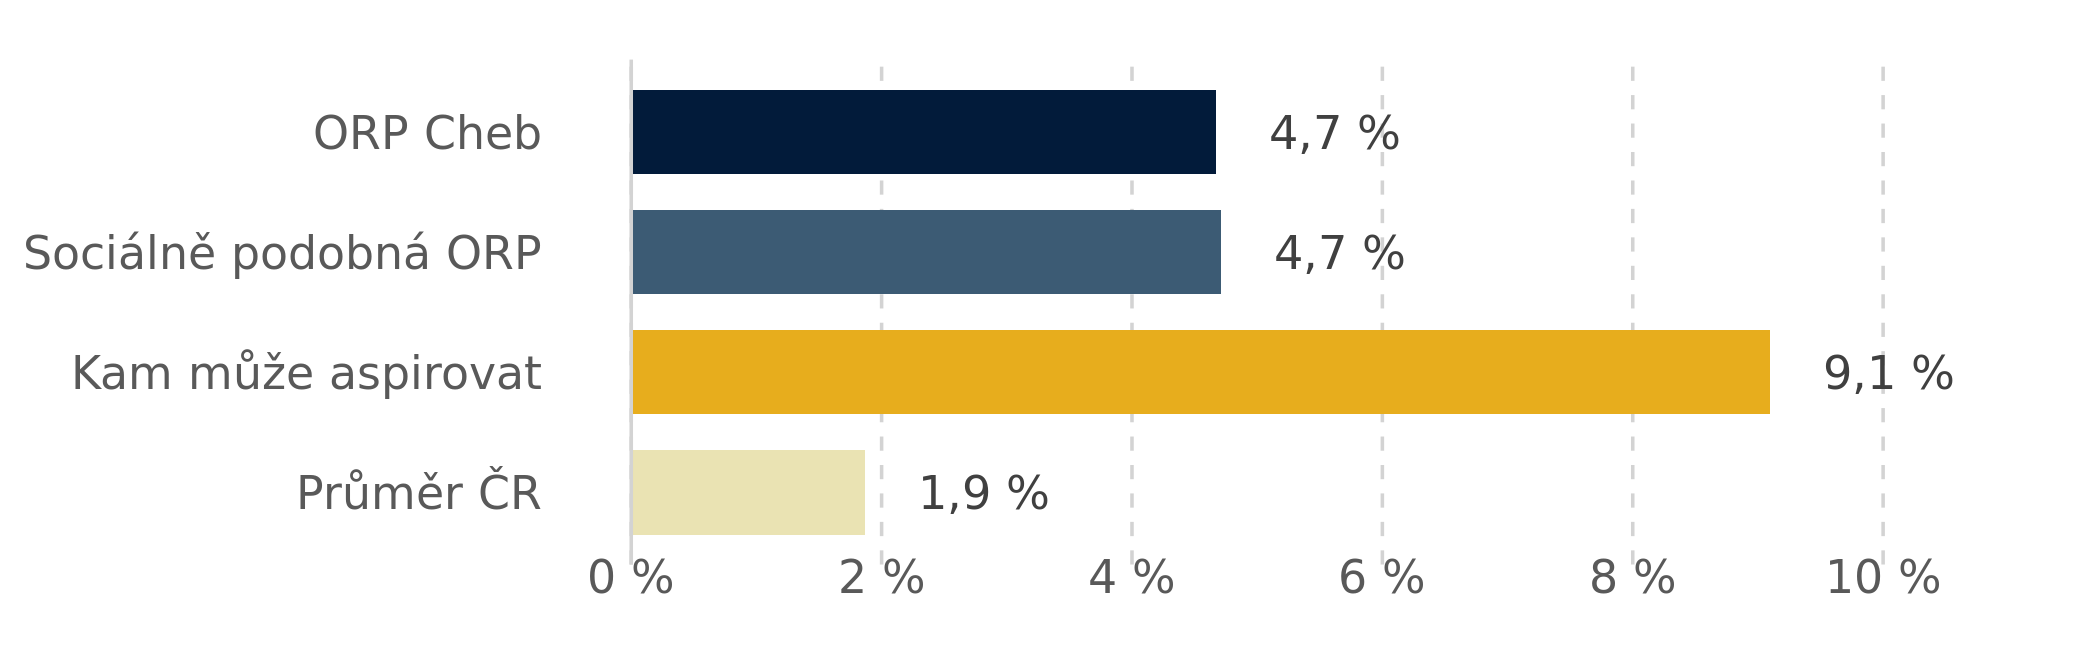 ORP Cheb 4,7 %
Sociálně podobná ORP 4,7 %
Kam může aspirovat 9,1 %
Průměr ČR 1,9 %
0 % 2 % 4 % 6 % 8 % 10 %